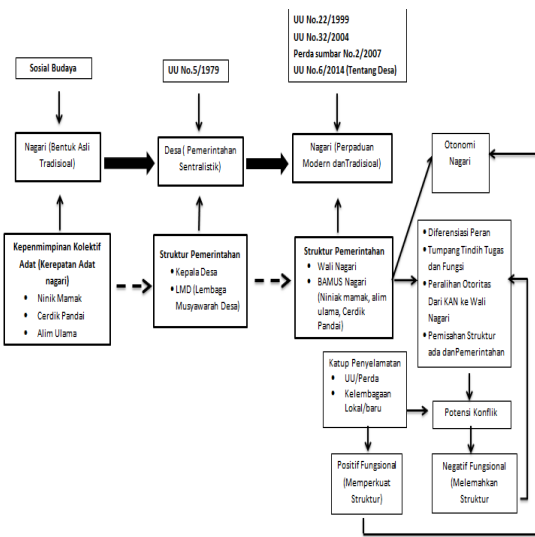 UU No.22/1999
UU No.32/2004
Perda sumbar No.2/2007
UU No.6/2014 (Tentang Desa)
Sosial Budaya
UU No.5/1979
Nagari (Bentuk Asli
Tradisioal)
Desa ( Pemerintahan
Sentralistik)
Nagari (Perpaduan
Modern danTradisioal)
Otonomi
Nagari
Kepenmimpinan Kolektif
Adat (Kerepatan Adat
nagari)
• Ninik Mamak
• Cerdik Pandai
• Alim Ulama
Struktur Pemerintahan
• Kepala Desa
• LMD (Lembaga
Musyawarah Desa)
Struktur Pemerintahan
• Wali Nagari
• BAMUS Nagari
(Niniak mamak, alim
ulama, Cerdik
Pandai)
• Diferensiasi Peran
• Tumpang Tindih Tugas
dan Fungsi
• Peralihan Otoritas
Dari KAN ke Wali
Nagari
• Pemisahan Struktur
ada danPemerintahan
Katup Penyelamatan
• UU/Perda
• Kelembagaan
Lokal/baru
Potensi Konflik
Positif Fungsional
(Memperkuat
Struktur)
Negatif Fungsional
(Melemahkan
Struktur